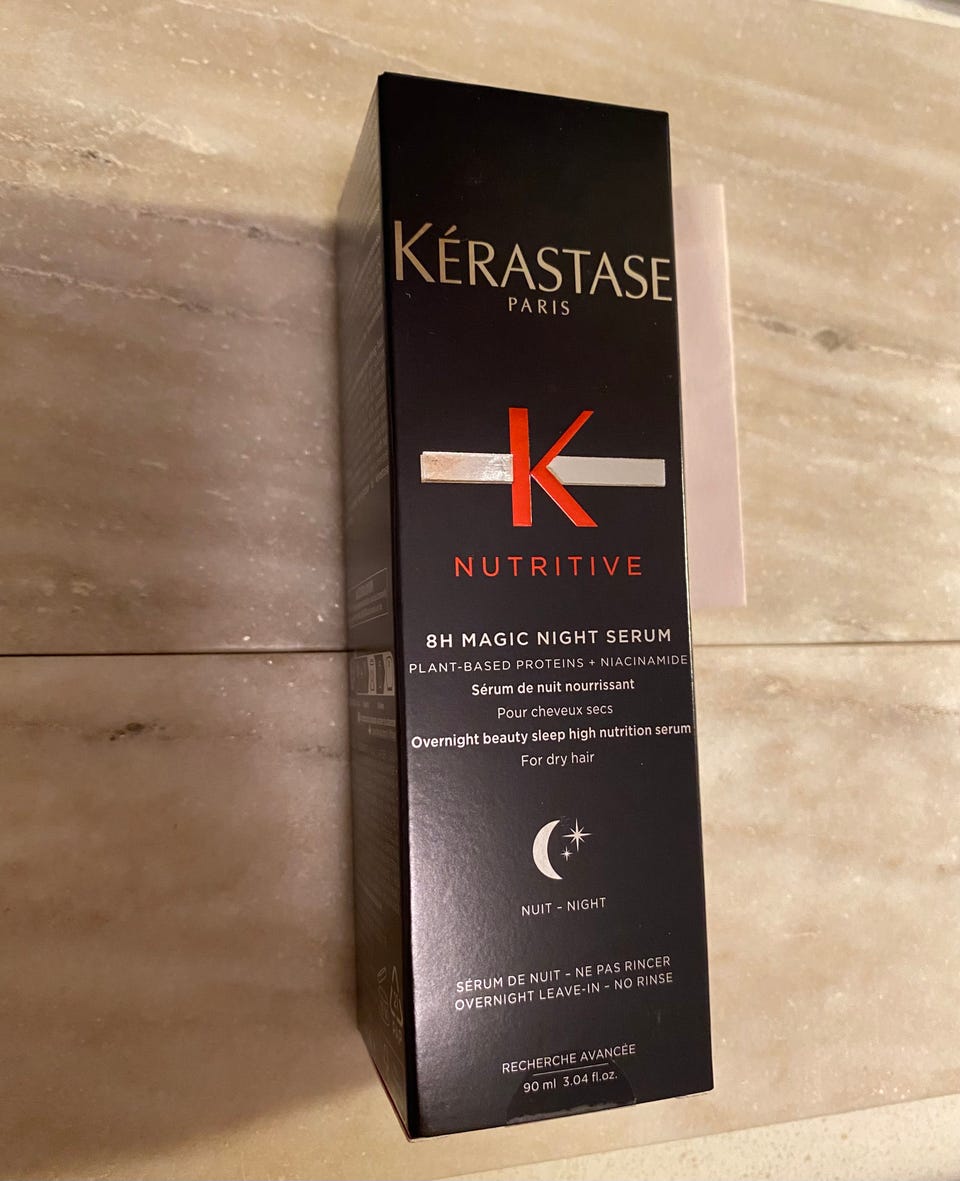 KÉRASTASE
PARIS
K
NUTRITIVE
8H MAGIC NIGHT SERUM
PLANT-BASED PROTEINS + NIACINAMIDE
Sérum de nuit nourrissant
Pour cheveux secs
Overnight beauty sleep high nutrition serum
For dry hair
NUIT – NIGHT
SÉRUM DE NUIT – NE PAS RINCER
OVERNIGHT LEAVE-IN – NO RINSE
RECHERCHE AVANCÉE
90 ml 3.04 fl.oz.